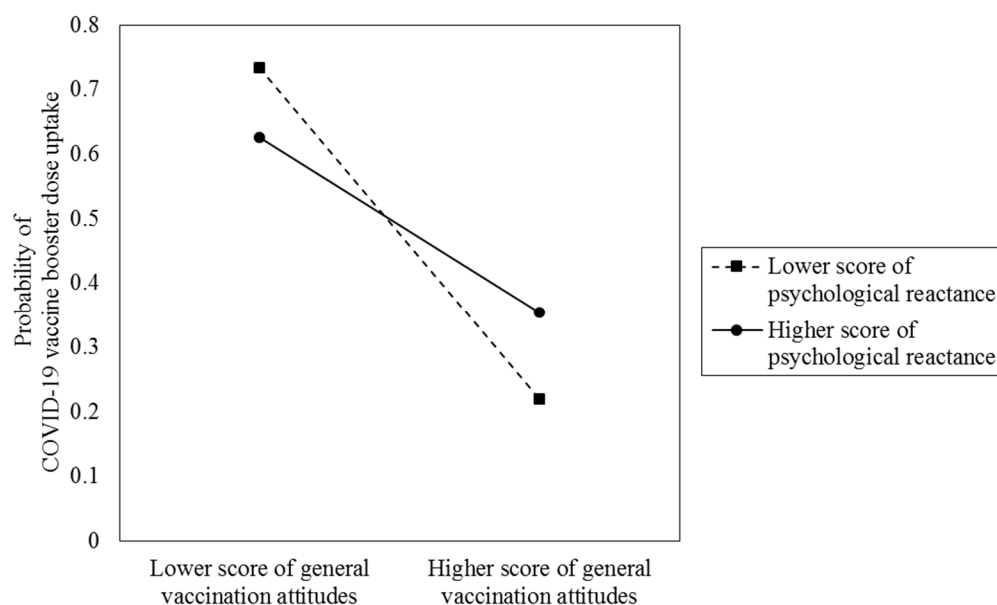 0.8
0.7
0.6
0.5
0.4
0.3
0.2
0.1
0
Probability of
COVID-19 vaccine booster dose uptake
Lower score of general
vaccination attitudes
Higher score of general
vaccination attitudes
Lower score of
psychological reactance
Higher score of
psychological reactance